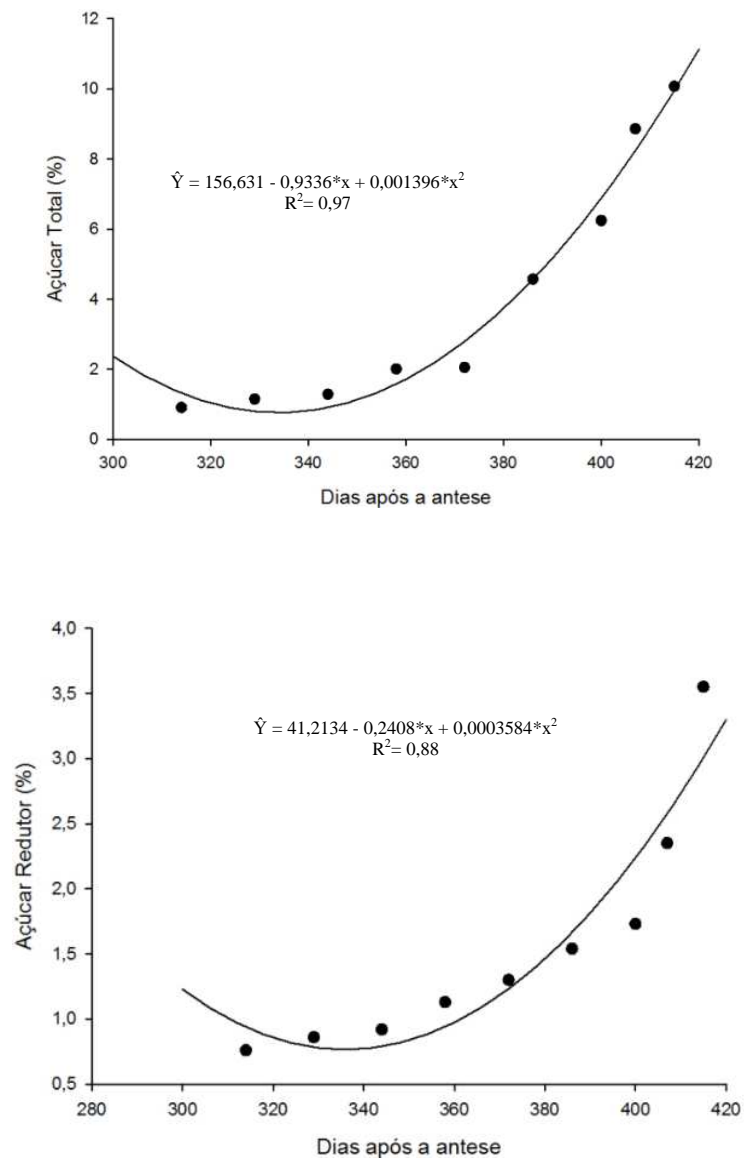 12
10
8
6
4
2
0
Açúcar Total (%)
Ŷ = 156,631 - 0,9336*x + 0,001396*x²
R²= 0,97
300 320 340 360 380 400 420
Dias após a antese
4,0
3,5
3,0
2,5
2,0
1,5
1,0
0,5
Açúcar Redutor (%)
Ŷ = 41,2134 - 0,2408*x + 0,0003584*x²
R²= 0,88
280 300 320 340 360 380 400 420
Dias após a antese